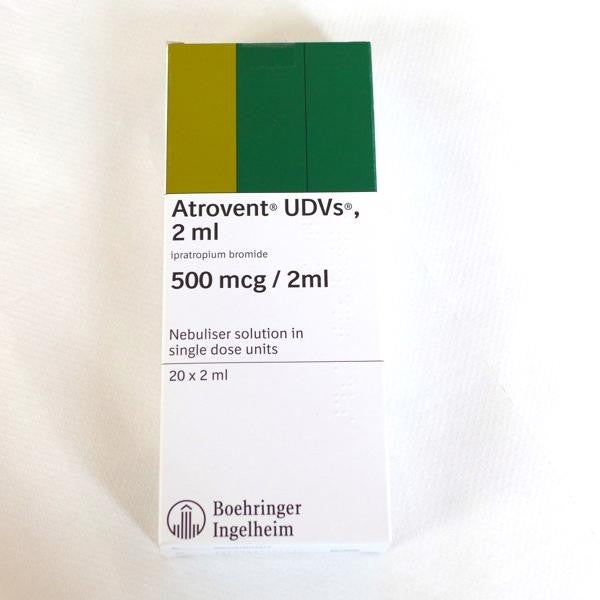 Atrovent® UDVs®,
2 ml
ipratropium bromide
500 mcg / 2ml
Nebuliser solution in
single dose units
20 x 2 ml
Boehringer
Ingelheim